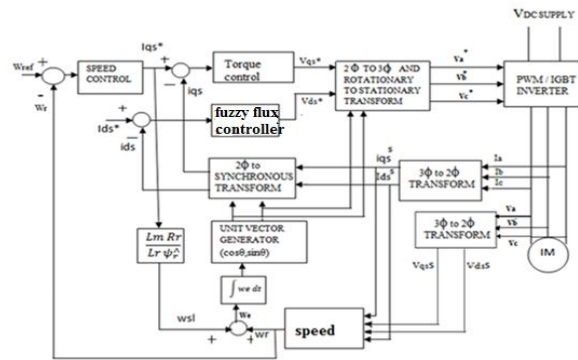 VDC SUPPLY
Wref
SPEED
CONTROL
Iqs*
iqs
Torque
control
Vqs*
2Φ TO 3Φ AND
ROTATIONARY
TO STATIONARY
TRANSFORM
Va*
Vb*
Vc*
PWM / IGBT
INVERTER
Wr
Ids*
ids
fuzzy flux
controller
Vds*
2Φ to
SYNCHRONOUS
TRANSFORM
iqs s
Ids s
3Φ to 2Φ
TRANSFORM
Ia
Ib
Ic
UNIT VECTOR
GENERATOR
(cosθ,sinθ)
3Φ to 2Φ
TRANSFORM
Va
Vb
Vc
IM
Lm Rr
Lr ψ^r
∫ we dt
We
Vqss
Vdss
wsl
wr
speed